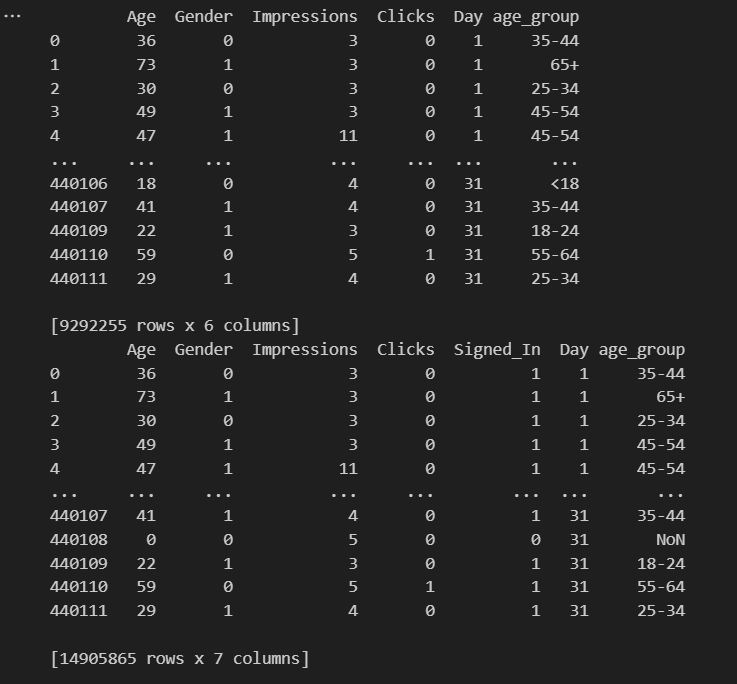 ...
        Age  Gender  Impressions  Clicks  Day age_group
0        36       0            3       0    1     35-44
1        73       1            3       0    1       65+
2        30       0            3       0    1     25-34
3        49       1            3       0    1     45-54
4        47       1           11       0    1     45-54
...     ...     ...          ...     ...  ...       ...
440106   18       0            4       0   31       <18
440107   41       1            4       0   31     35-44
440109   22       1            3       0   31     18-24
440110   59       0            5       1   31     55-64
440111   29       1            4       0   31     25-34
[9292255 rows x 6 columns]
        Age  Gender  Impressions  Clicks  Signed_In  Day age_group
0        36       0            3       0          1    1     35-44
1        73       1            3       0          1    1       65+
2        30       0            3       0          1    1     25-34
3        49       1            3       0          1    1     45-54
4        47       1           11       0          1    1     45-54
...     ...     ...          ...     ...        ...  ...       ...
440107   41       1            4       0          1   31     35-44
440108    0       0            5       0          0   31       NoN
440109   22       1            3       0          1   31     18-24
440110   59       0            5       1          1   31     55-64
440111   29       1            4       0          1   31     25-34
[14905865 rows x 7 columns]